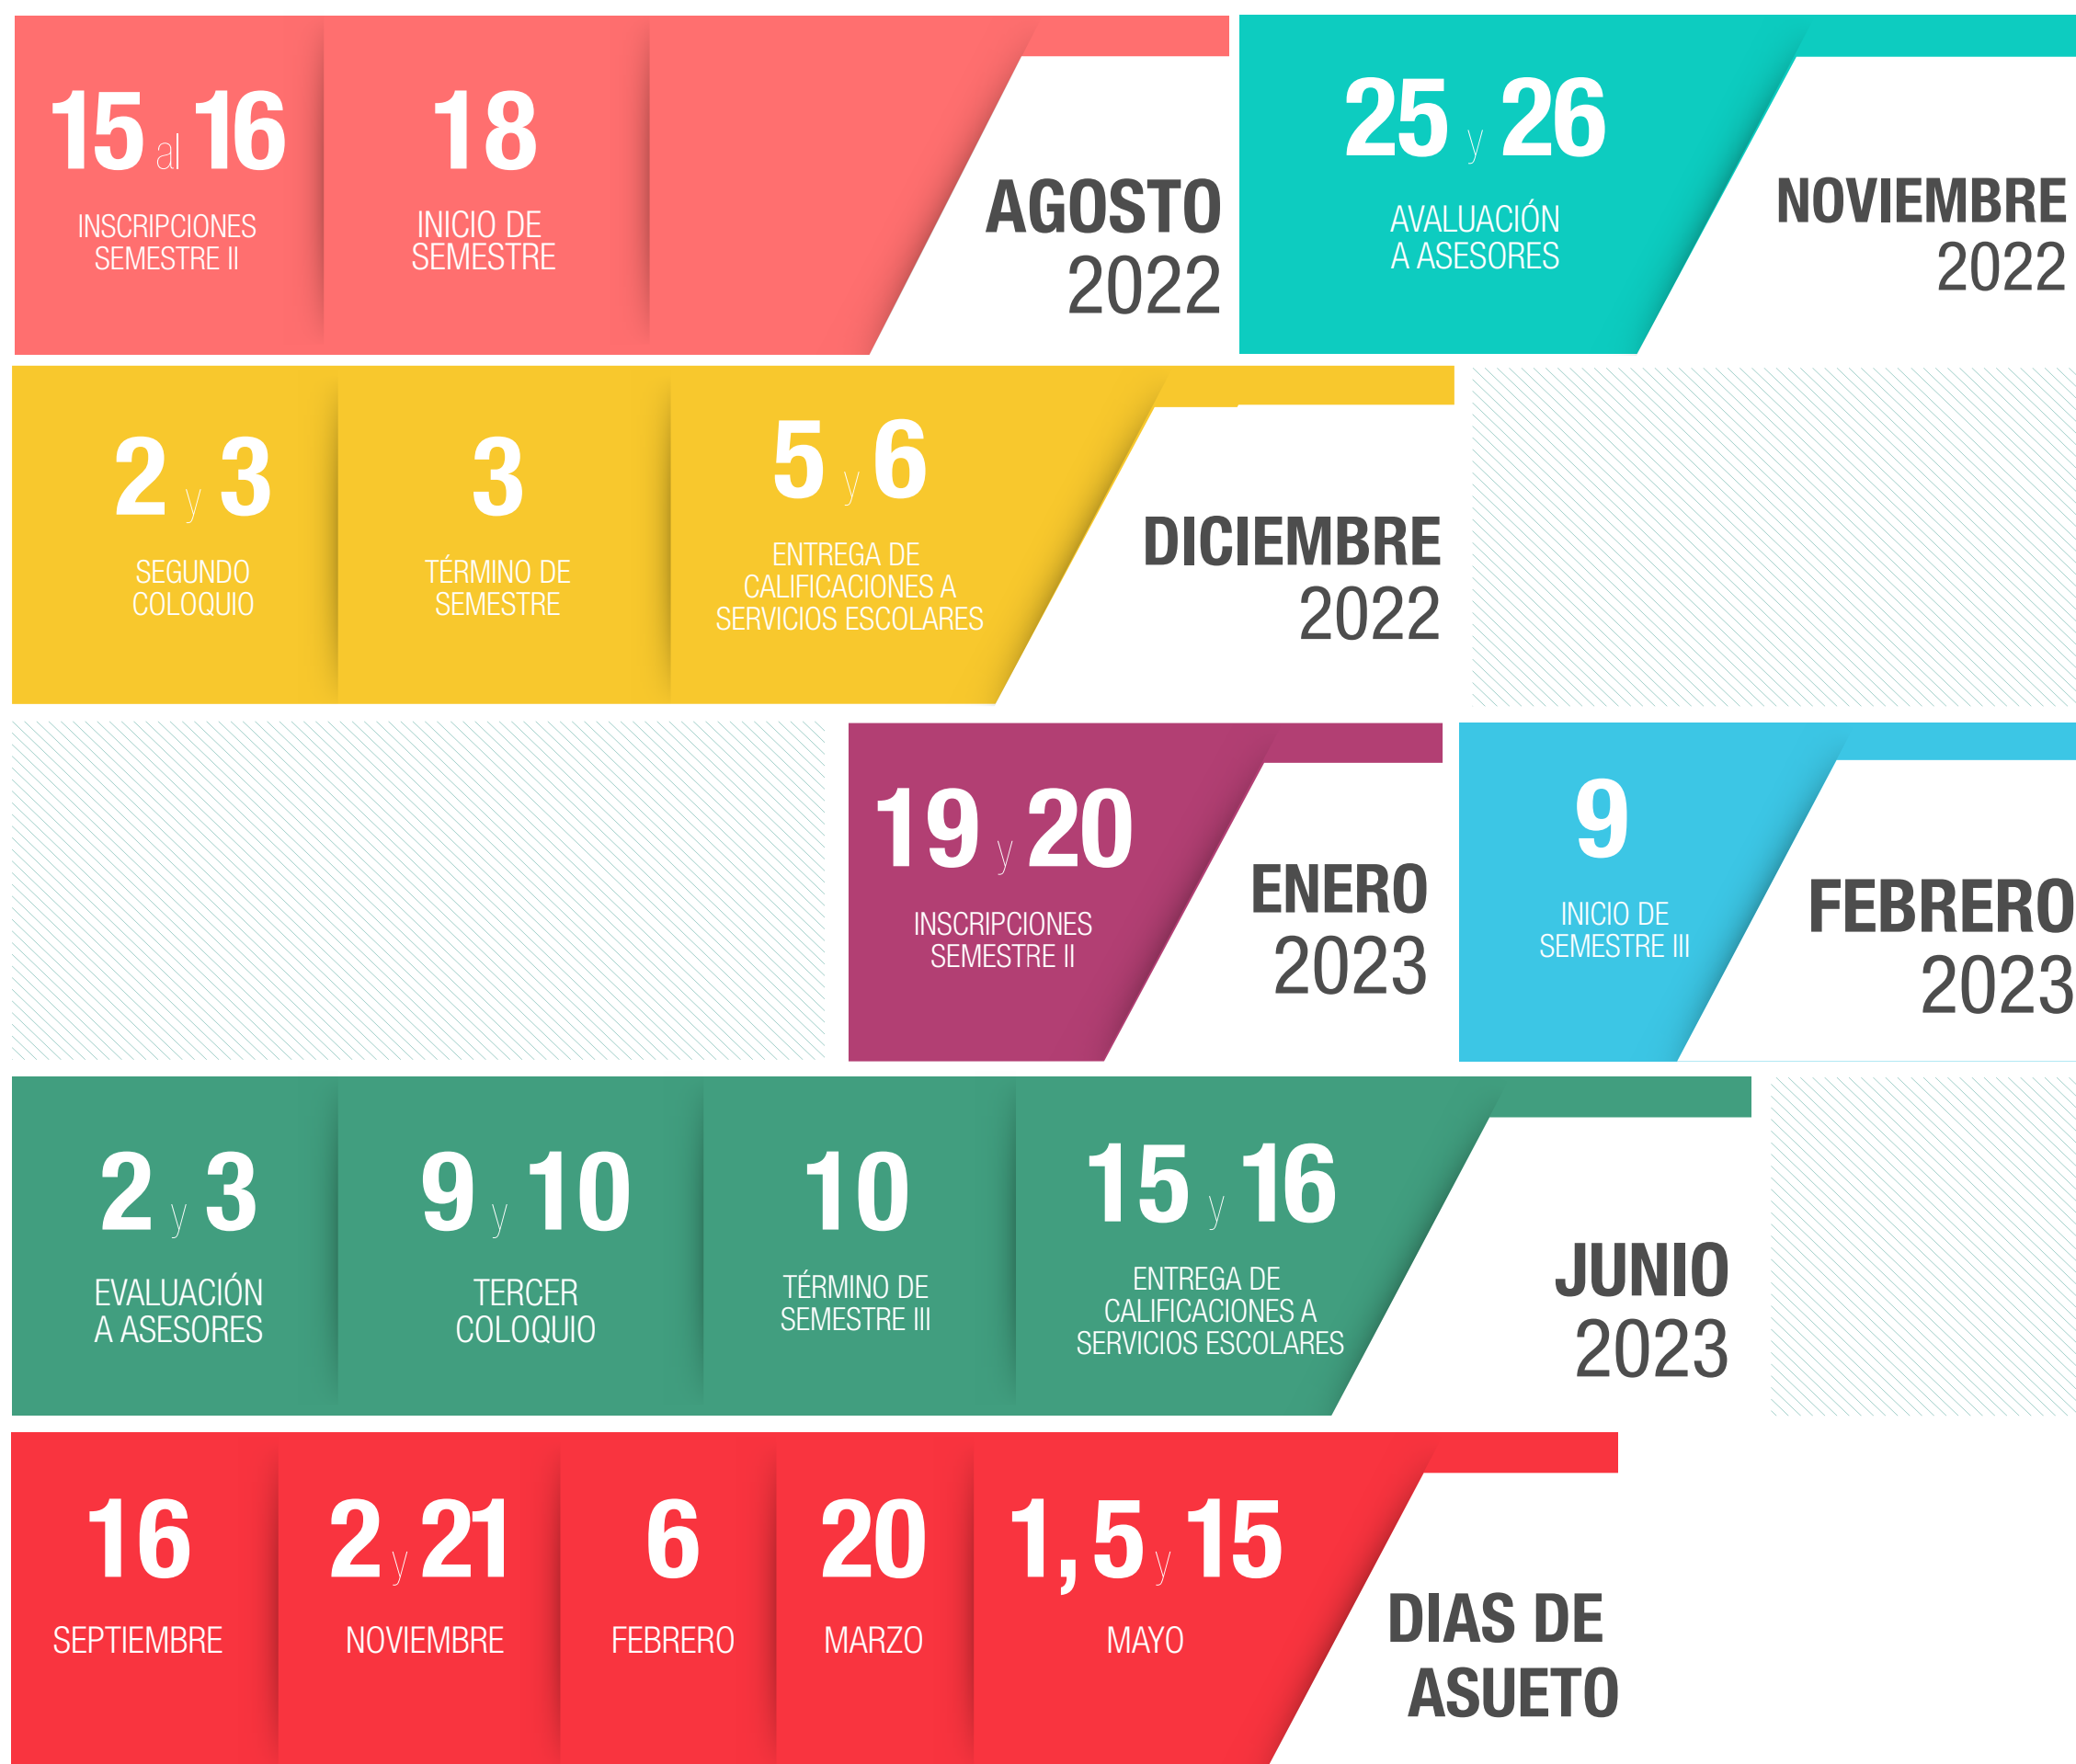 15 al 16
INSCRIPCIONES
SEMESTRE II
18
INICIO DE
SEMESTRE
AGOSTO
2022
25 y 26
AVALUACIÓN
A ASESORES
NOVIEMBRE
2022
2 y 3
SEGUNDO
COLOQUIO
3
TÉRMINO DE
SEMESTRE
5 y 6
ENTREGA DE
CALIFICACIONES A
SERVICIOS ESCOLARES
DICIEMBRE
2022
19 y 20
INSCRIPCIONES
SEMESTRE II
ENERO
2023
9
INICIO DE
SEMESTRE III
FEBRERO
2023
2 y 3
EVALUACIÓN
A ASESORES
9 y 10
TERCER
COLOQUIO
10
TÉRMINO DE
SEMESTRE III
15 y 16
ENTREGA DE
CALIFICACIONES A
SERVICIOS ESCOLARES
JUNIO
2023
16
SEPTIEMBRE
2 y 21
NOVIEMBRE
6
FEBRERO
20
MARZO
1, 5 y 15
MAYO
DIAS DE
ASUETO